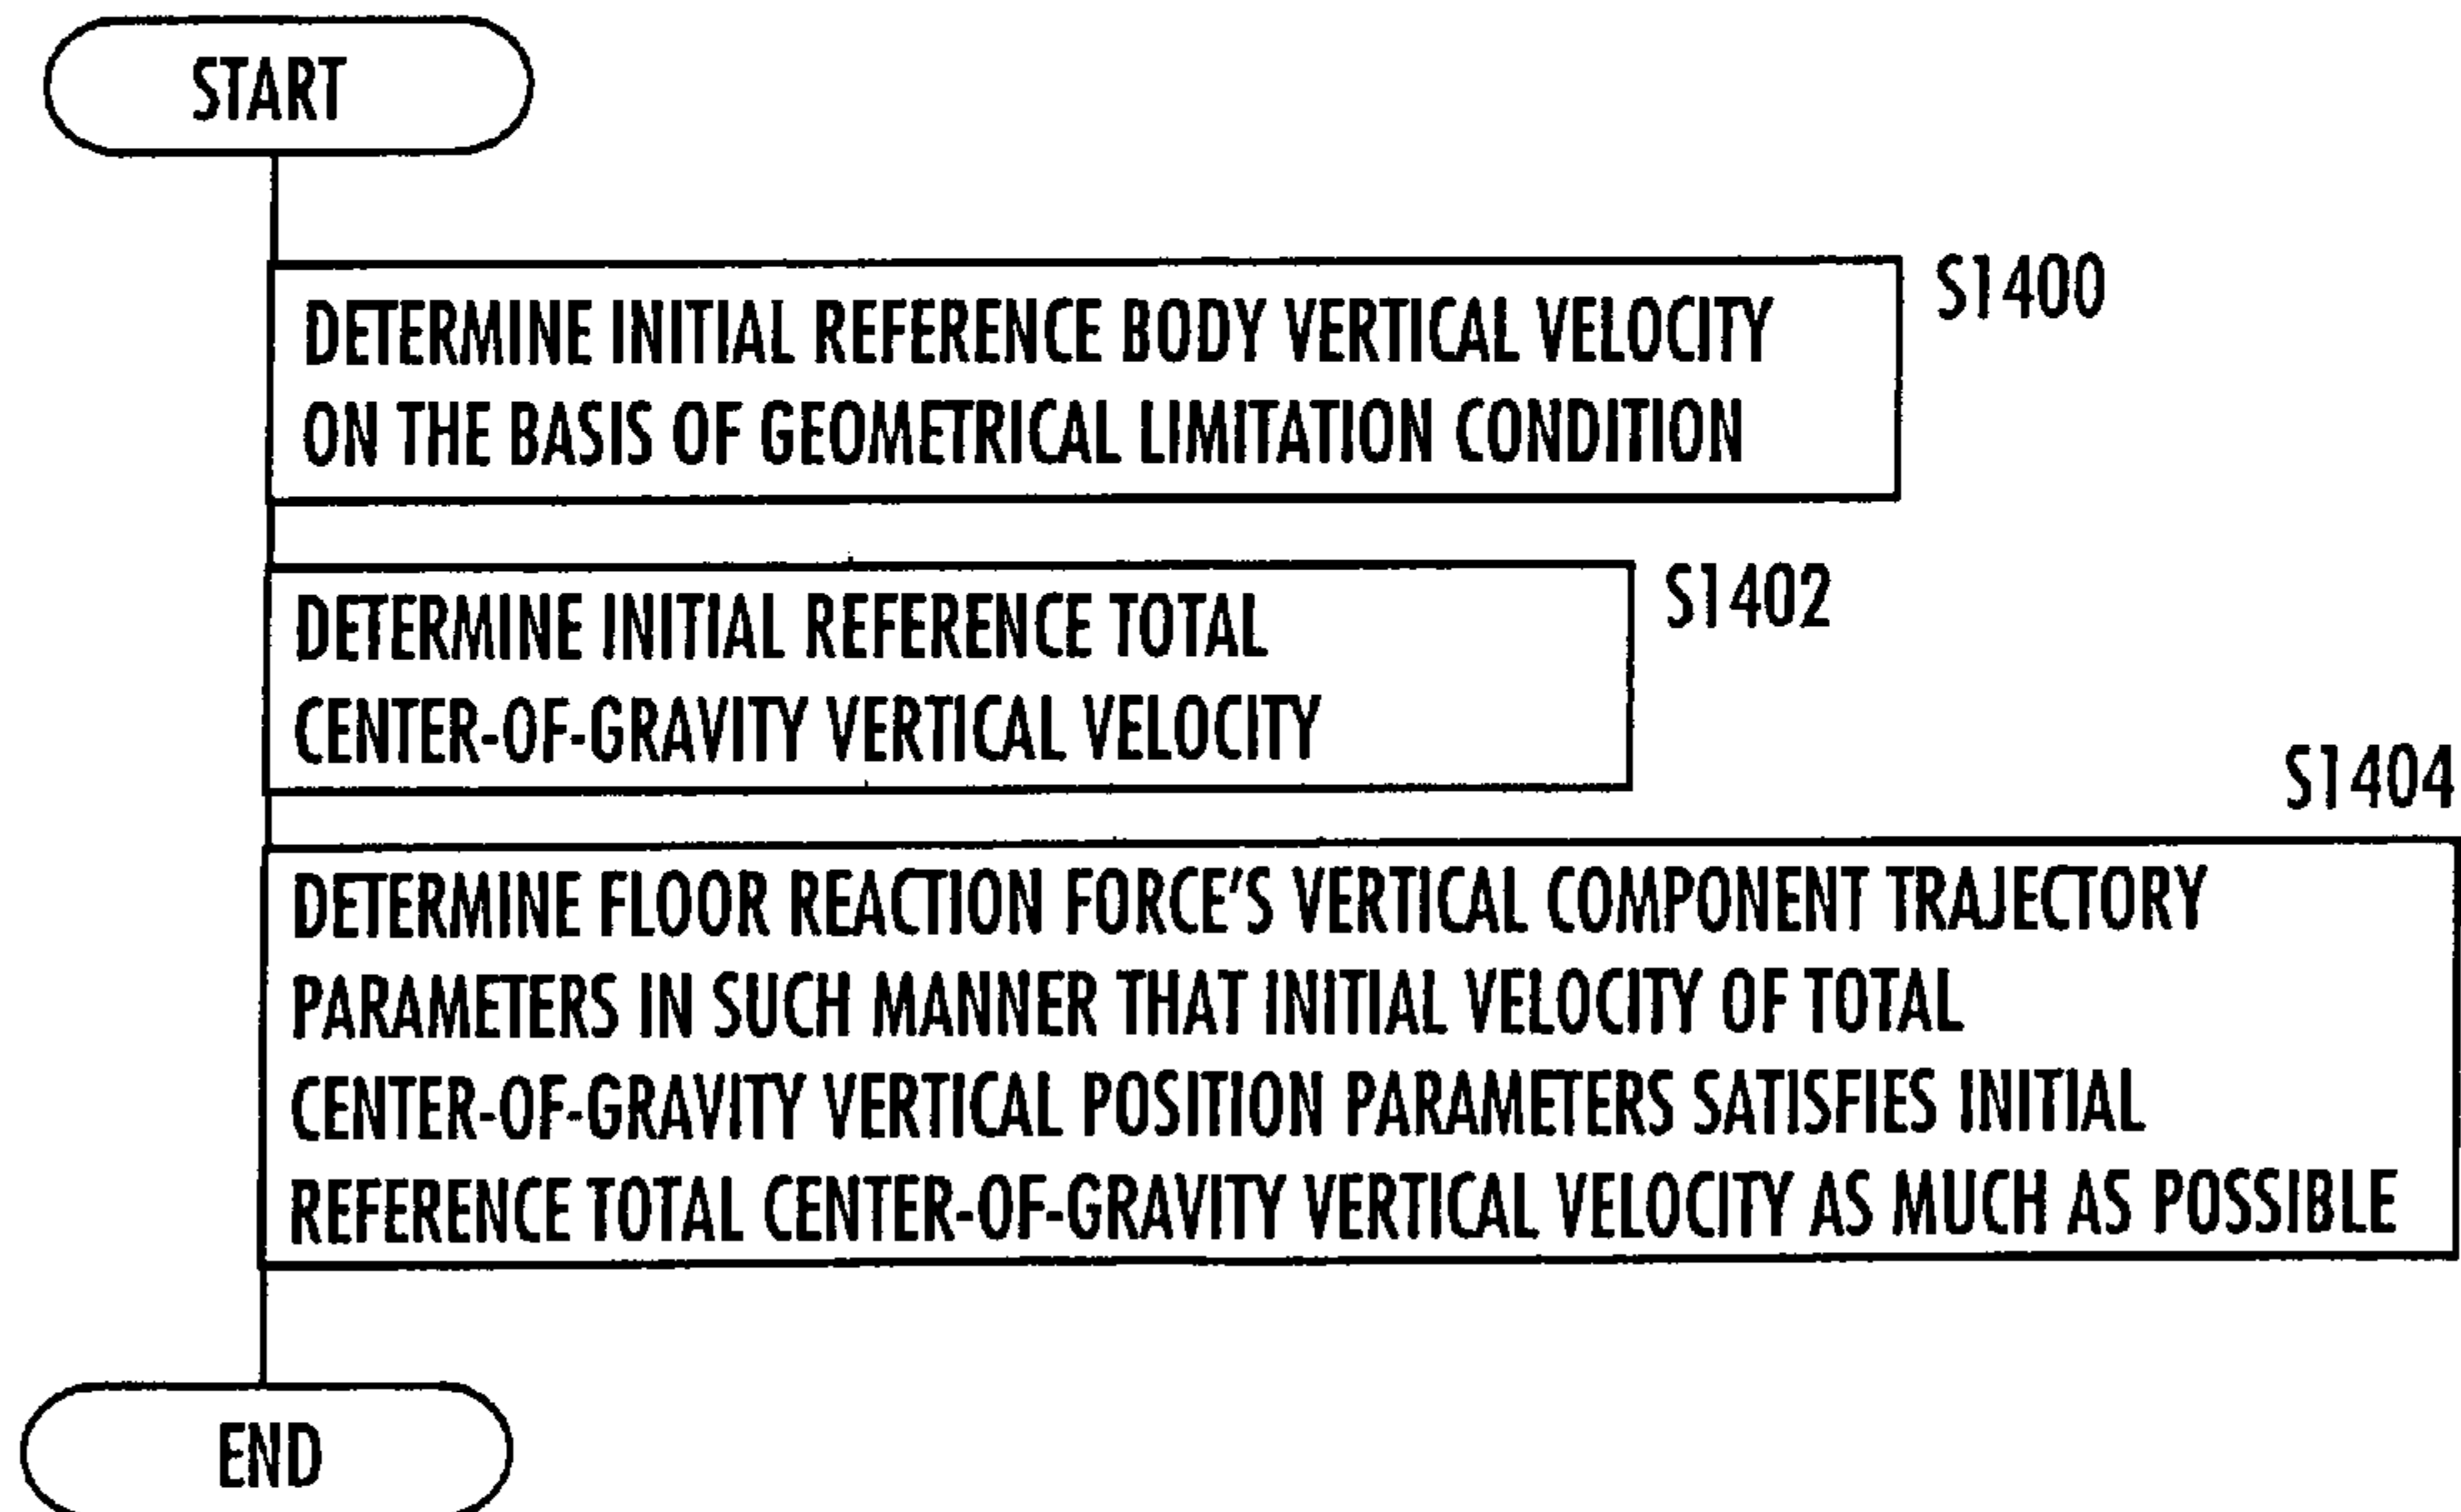 START
S1400
DETERMINE INITIAL REFERENCE BODY VERTICAL VELOCITY
ON THE BASIS OF GEOMETRICAL LIMITATION CONDITION
S1402
DETERMINE INITIAL REFERENCE TOTAL
CENTER-OF-GRAVITY VERTICAL VELOCITY
S1404
DETERMINE FLOOR REACTION FORCE'S VERTICAL COMPONENT TRAJECTORY
PARAMETERS IN SUCH MANNER THAT INITIAL VELOCITY OF TOTAL
CENTER-OF-GRAVITY VERTICAL POSITION PARAMETERS SATISFIES INITIAL
REFERENCE TOTAL CENTER-OF-GRAVITY VERTICAL VELOCITY AS MUCH AS POSSIBLE
END